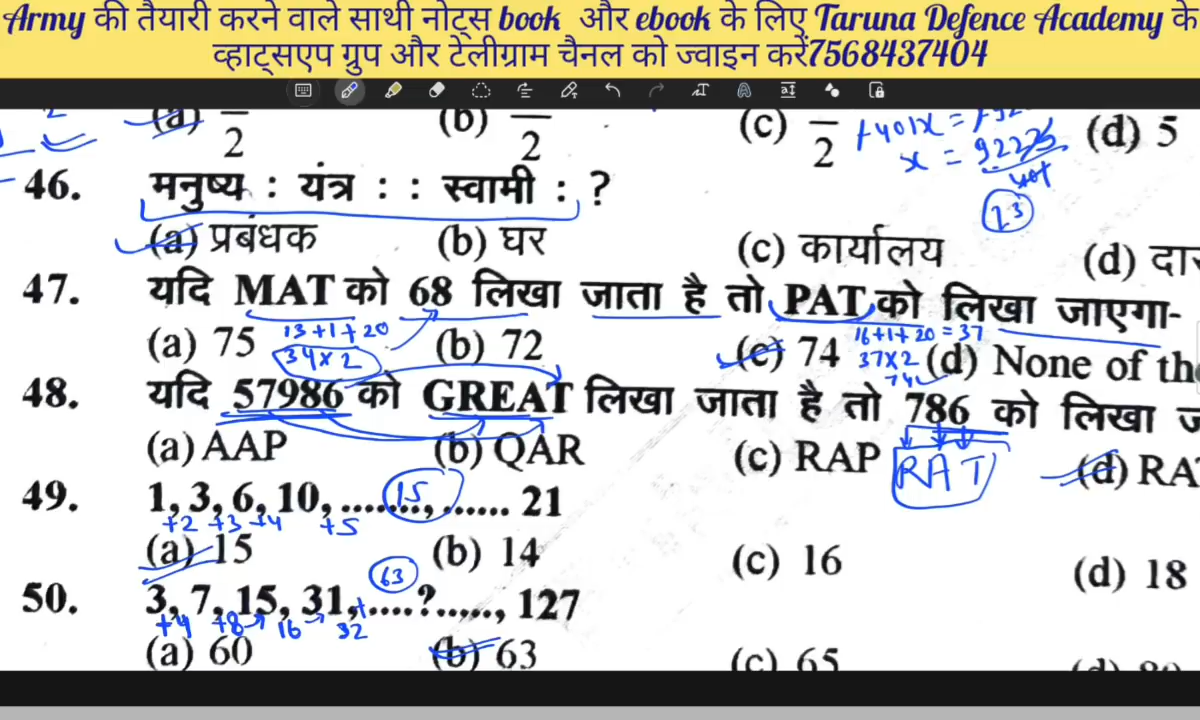 Army की तैयारी करने वाले साथी नोट्स book और ebook के लिए Taruna Defence Academy के
व्हाट्सएप ग्रुप और टेलीग्राम चैनल को ज्वाइन करें7568437404
(a) 2 (b) 2 (c) 2 (d) 5
x =
23
46. मनुष्य : यंत्र : : स्वामी : ?
(a) प्रबंधक (b) घर (c) कार्यालय (d)
47. यदि MAT को 68 लिखा जाता है तो PAT को लिखा जाएगा-
13+1+20 16+1+20=37
(a) 75 34×2 (b) 72 (c) 74 37×2 (d) None of
74
48. यदि 57986 को GREAT लिखा जाता है तो 786 को लिखा
(a) AAP (b) QAR (c) RAP RAT (d)
49. 1, 3, 6, 10, ........, ...... 21
15
+2 +3 +4 +5
(a) 15 (b) 14 (c) 16 (d) 18
63
50. 3, 7, 15, 31, ....?....., 127
+4 +8 16 32
(a) 60 (b) 63 (c) 65